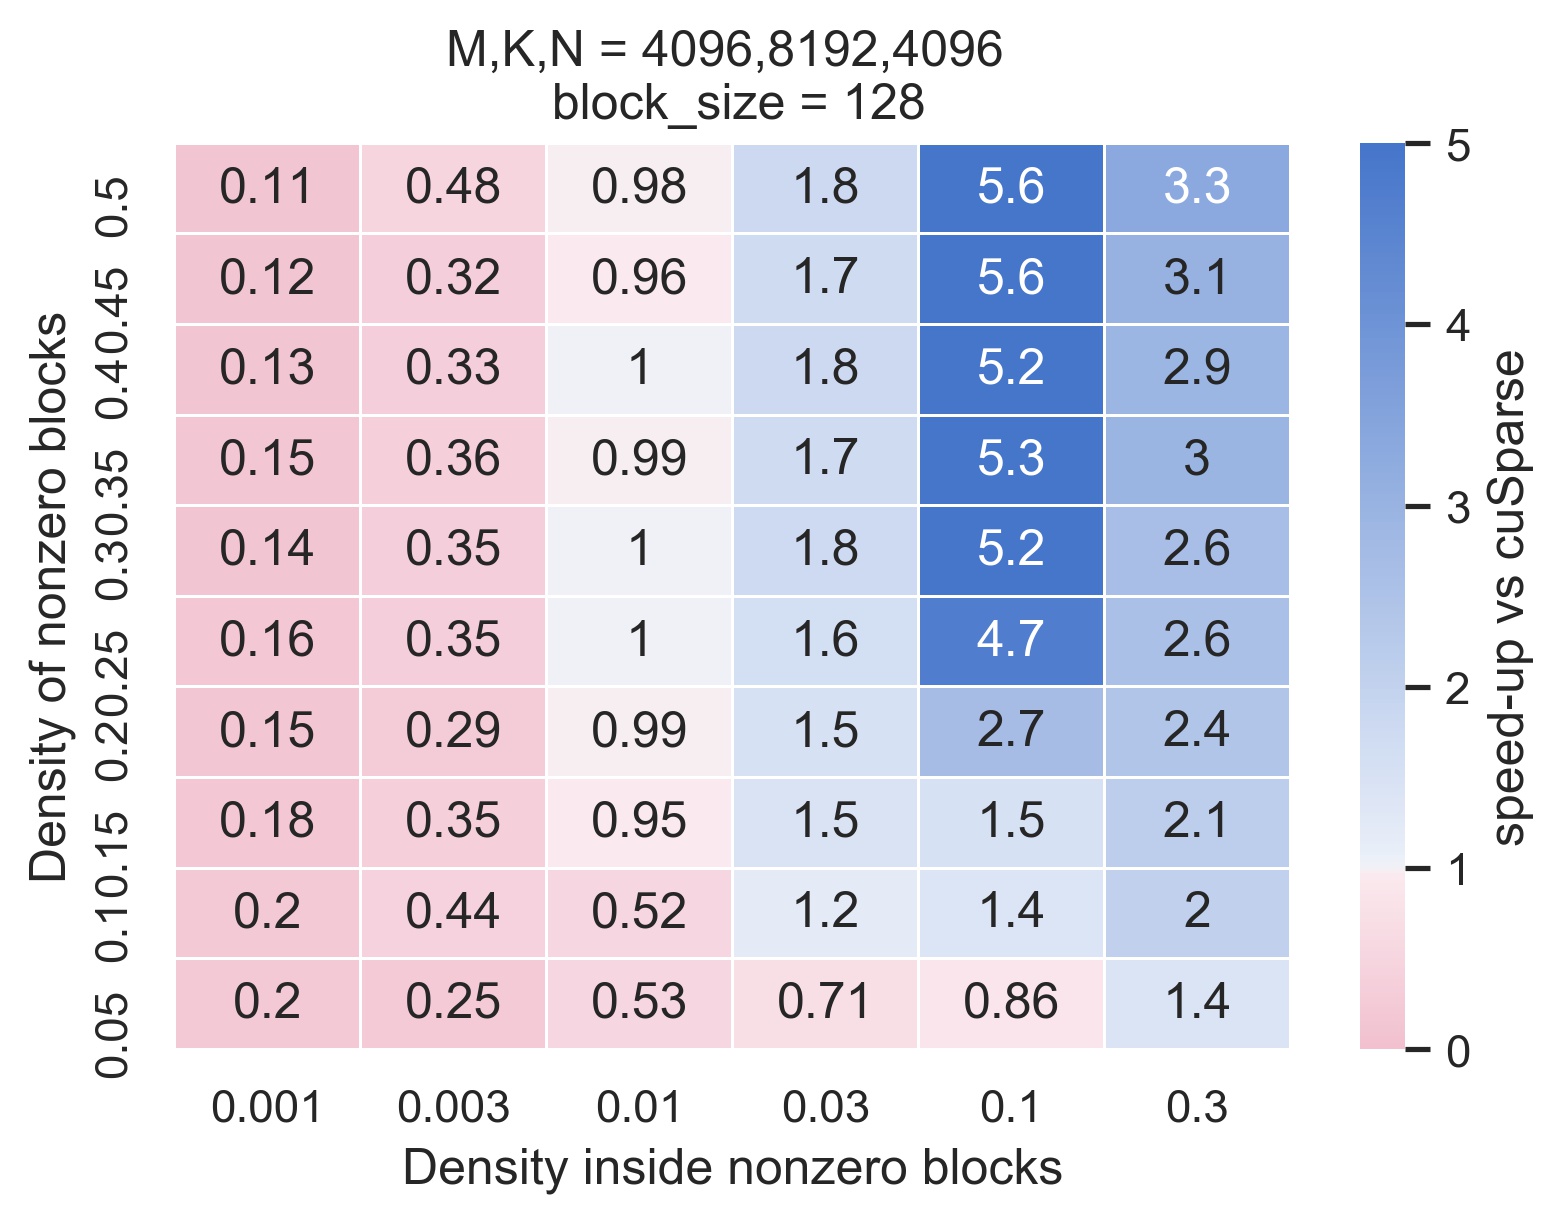 M,K,N = 4096,8192,4096
block_size = 128
Density of nonzero blocks
0.5 0.11 0.48 0.98 1.8 5.6 3.3
0.45 0.12 0.32 0.96 1.7 5.6 3.1
0.4 0.13 0.33 1 1.8 5.2 2.9
0.35 0.15 0.36 0.99 1.7 5.3 3
0.3 0.14 0.35 1 1.8 5.2 2.6
0.25 0.16 0.35 1 1.6 4.7 2.6
0.2 0.15 0.29 0.99 1.5 2.7 2.4
0.15 0.18 0.35 0.95 1.5 1.5 2.1
0.1 0.2 0.44 0.52 1.2 1.4 2
0.05 0.2 0.25 0.53 0.71 0.86 1.4
0.001 0.003 0.01 0.03 0.1 0.3
Density inside nonzero blocks
5
4
3
2
1
0
speed-up vs cuSparse